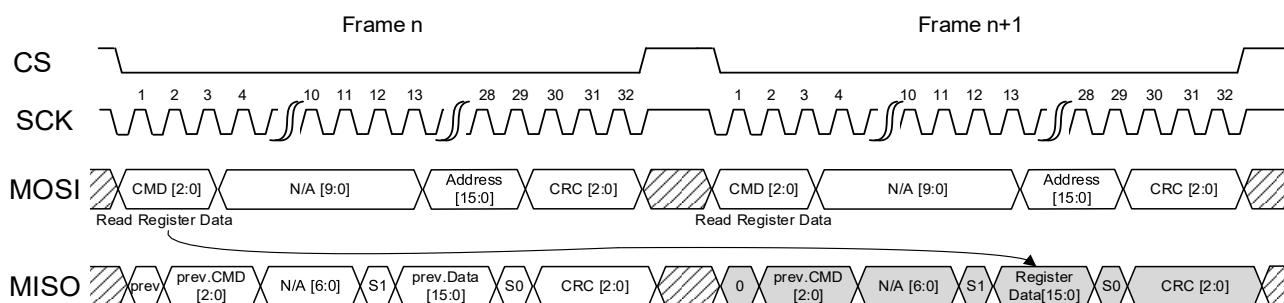 Frame n Frame n+1
CS
1 2 3 4 10 11 12 13 28 29 30 31 32 1 2 3 4 10 11 12 13 28 29 30 31 32
SCK
MOSI CMD [2:0] N/A [9:0] Address [15:0] CRC [2:0] CMD [2:0] N/A [9:0] Address [15:0] CRC [2:0]
Read Register Data Read Register Data
MISO prev prev.CMD [2:0] N/A [6:0] S1 prev.Data [15:0] S0 CRC [2:0] 0 prev.CMD [2:0] N/A [6:0] S1 Register Data[15:0] S0 CRC [2:0]